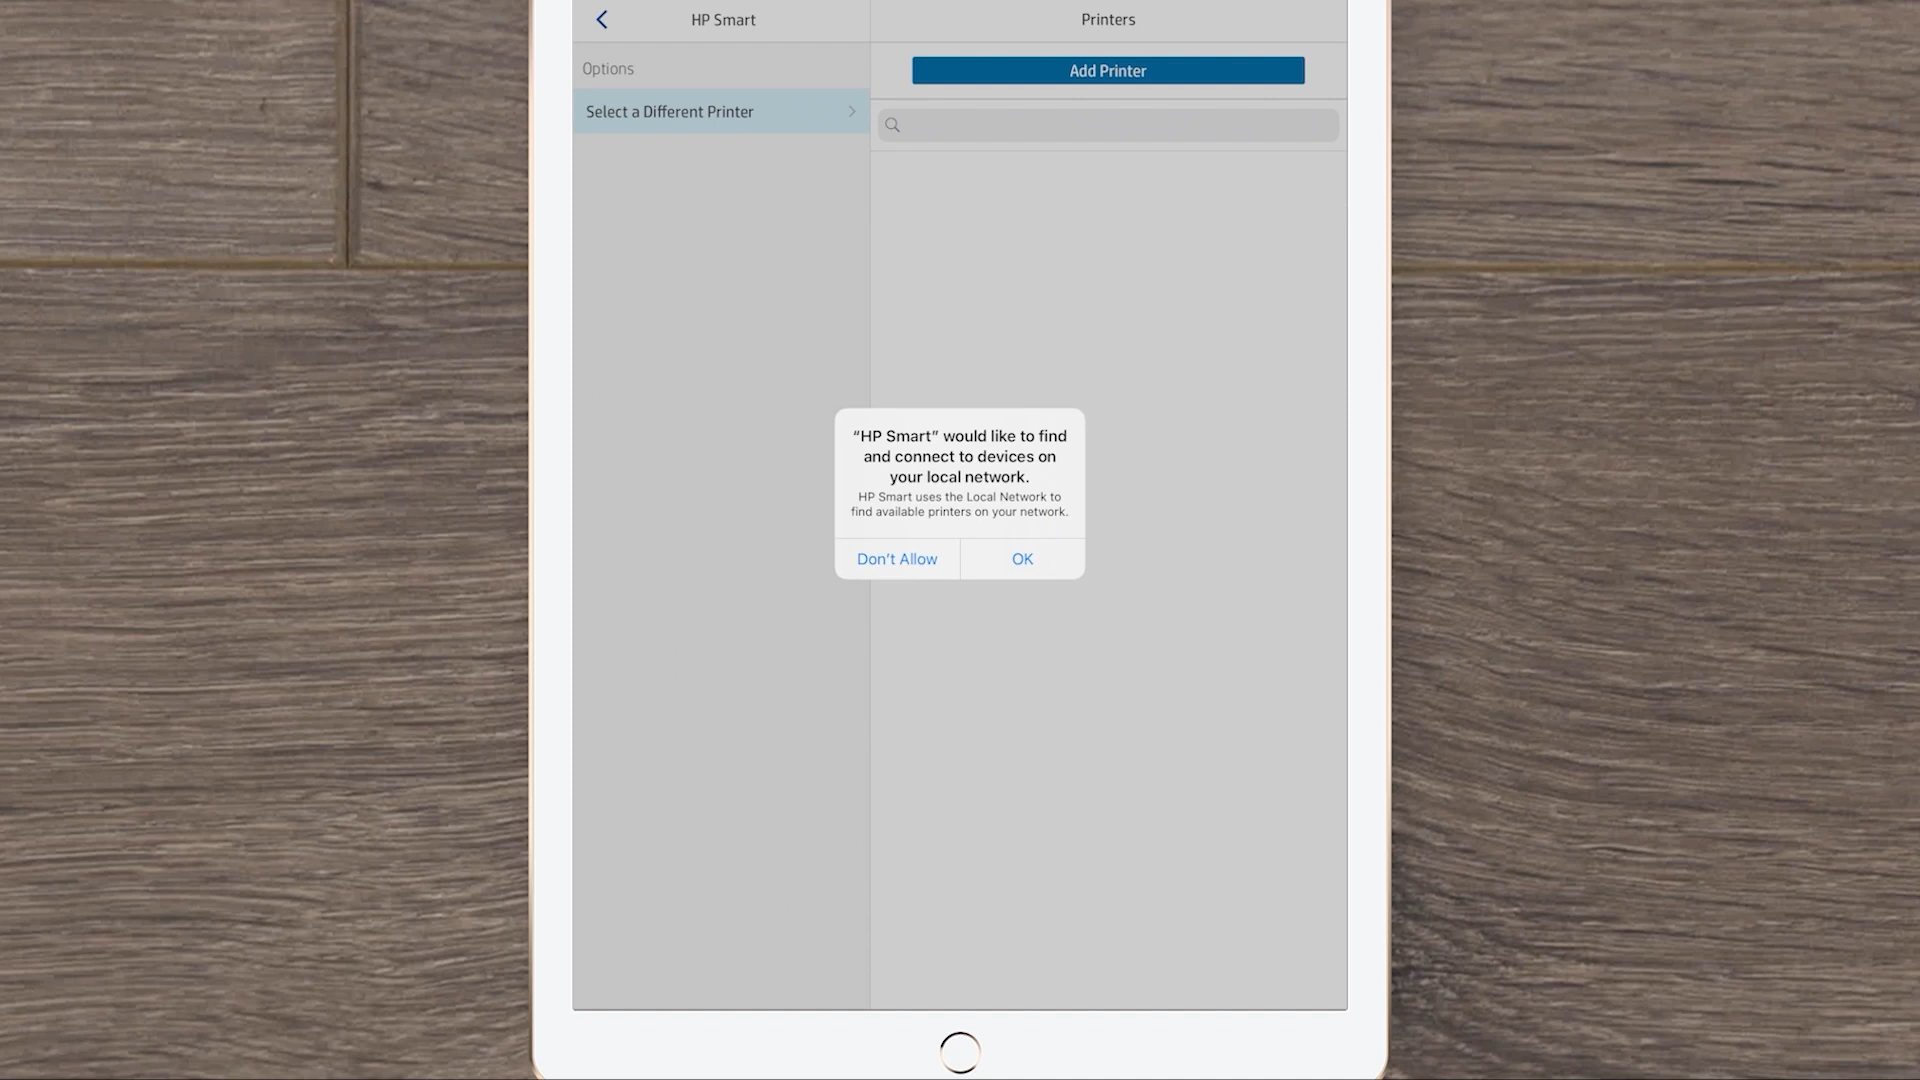 HP Smart
Printers
Options
Add Printer
Select a Different Printer
“HP Smart” would like to find
and connect to devices on
your local network.
HP Smart uses the Local Network to
find available printers on your network.
Don’t Allow
OK